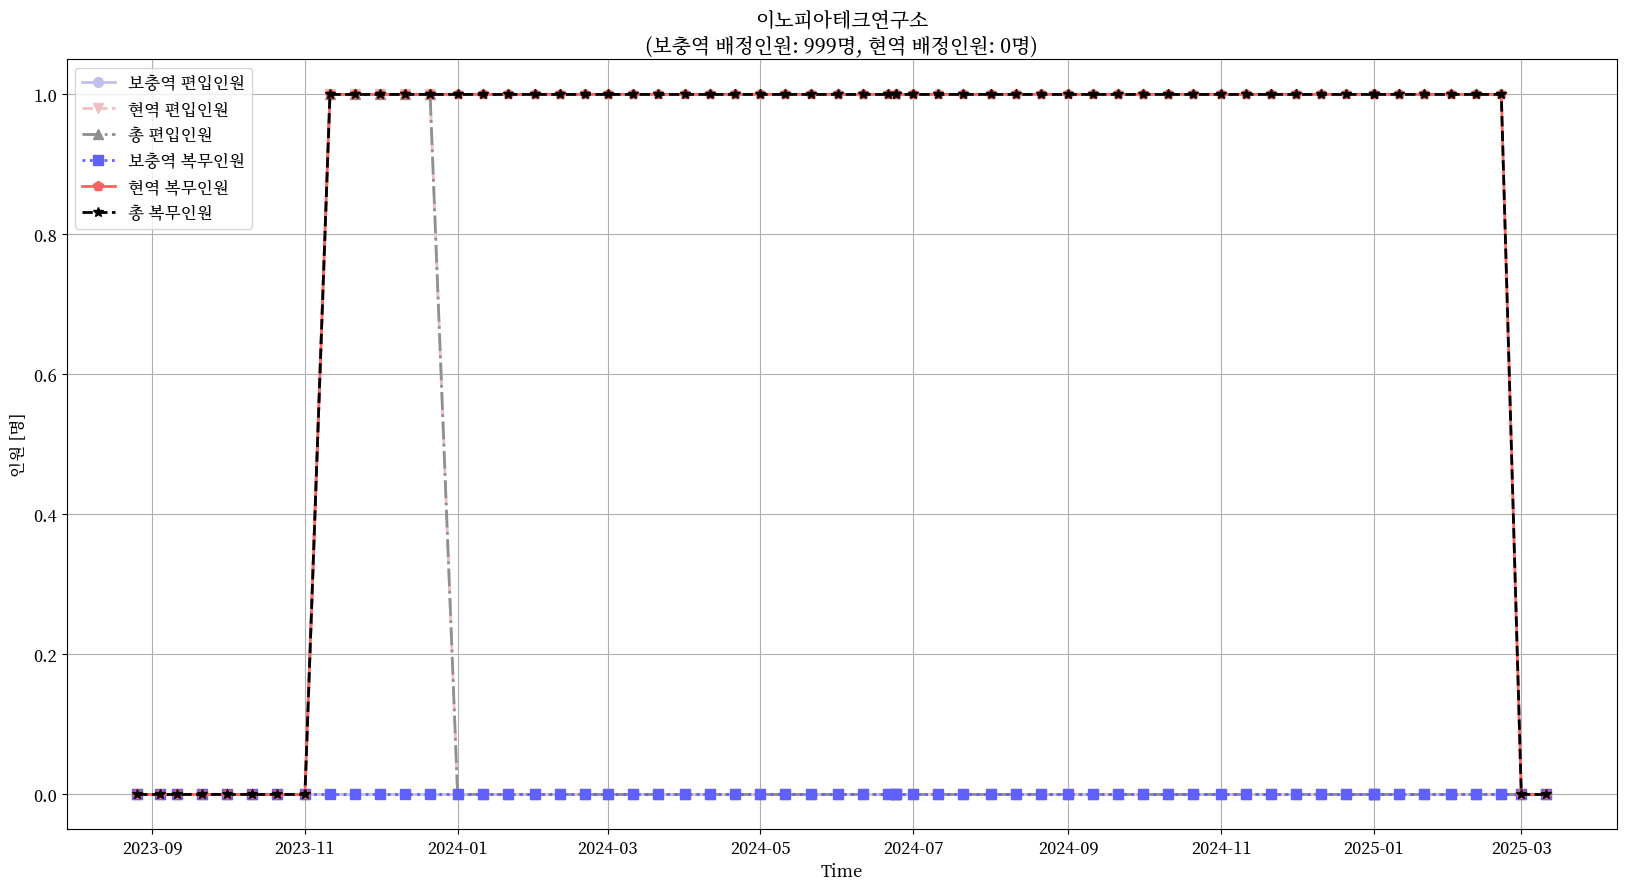 이노피아테크연구소
(보충역 배정인원: 999명, 현역 배정인원: 0명)
보충역 편입인원
현역 편입인원
총 편입인원
보충역 복무인원
현역 복무인원
총 복무인원
1.0
0.8
0.6
0.4
0.2
0.0
인원 [명]
2023-09
2023-11
2024-01
2024-03
2024-05
2024-07
2024-09
2024-11
2025-01
2025-03
Time